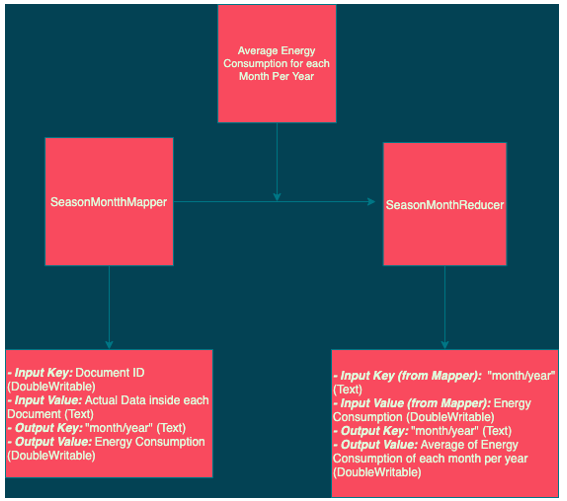 Average Energy
Consumption for each
Month Per Year
SeasonMontthMapper
SeasonMonthReducer
- Input Key: Document ID
(DoubleWritable)
- Input Value: Actual Data inside each
Document (Text)
- Output Key: "month/year" (Text)
- Output Value: Energy Consumption
(DoubleWritable)
- Input Key (from Mapper): "month/year"
(Text)
- Input Value (from Mapper): Energy
Consumption (DoubleWritable)
- Output Key: "month/year" (Text)
- Output Value: Average of Energy
Consumption of each month per year
(DoubleWritable)